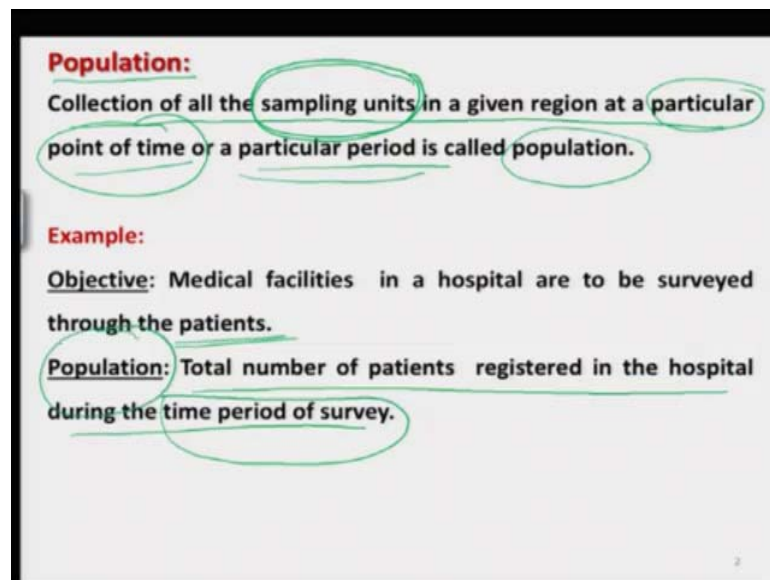 Population:
Collection of all the sampling units in a given region at a particular
point of time or a particular period is called population.
Example:
Objective: Medical facilities in a hospital are to be surveyed
through the patients.
Population: Total number of patients registered in the hospital
during the time period of survey.
2